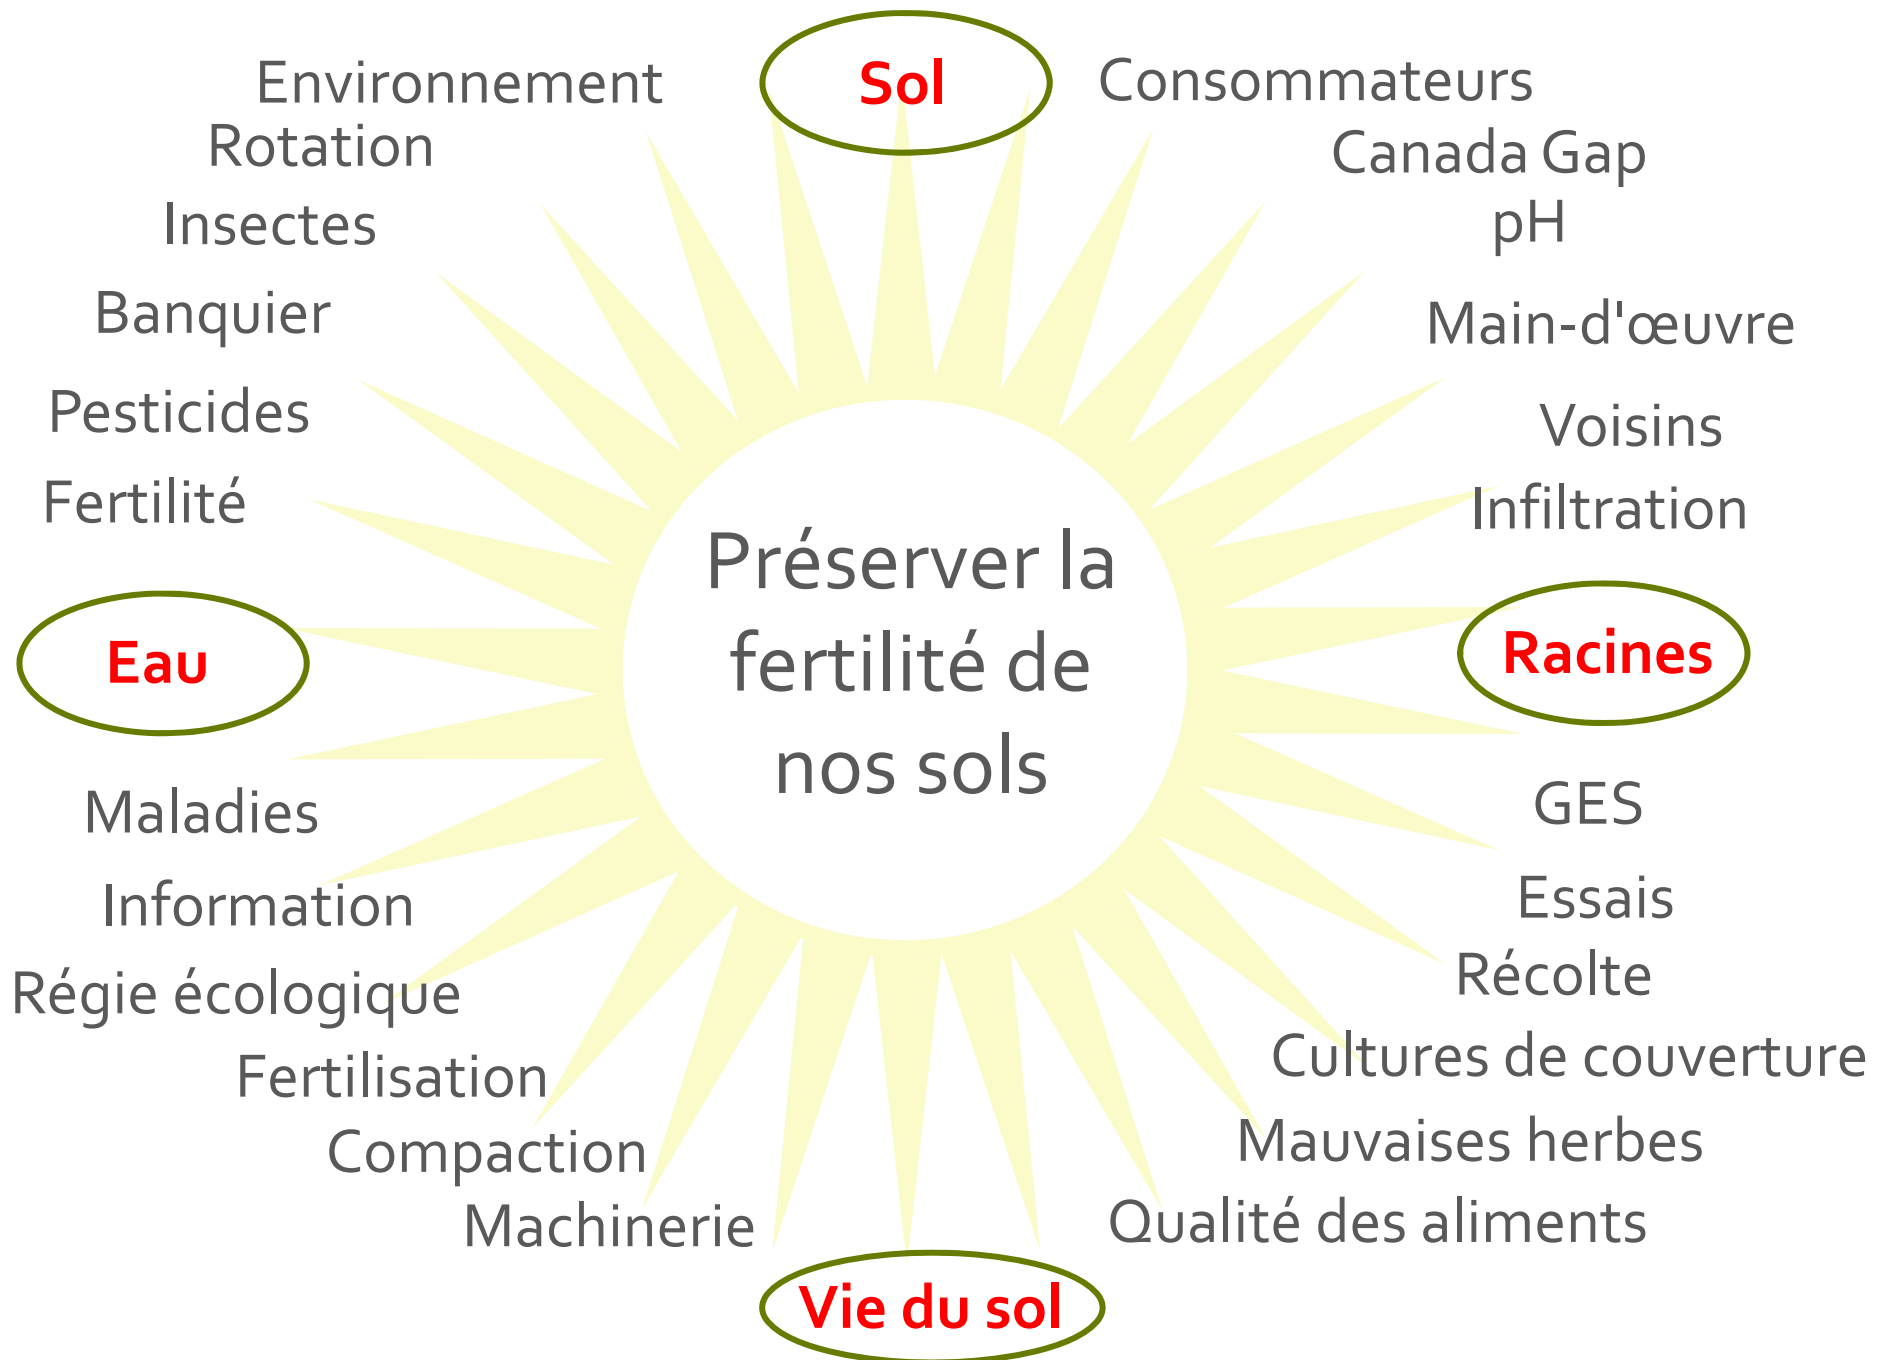 Sol
Consommateurs
Canada Gap
pH
Main-d'œuvre
Voisins
Infiltration
Racines
GES
Essais
Récolte
Cultures de couverture
Mauvaises herbes
Qualité des aliments
Vie du sol
Machinerie
Compaction
Fertilisation
Régie écologique
Information
Maladies
Eau
Fertilité
Pesticides
Banquier
Insectes
Rotation
Environnement
Préserver la
fertilité de
nos sols